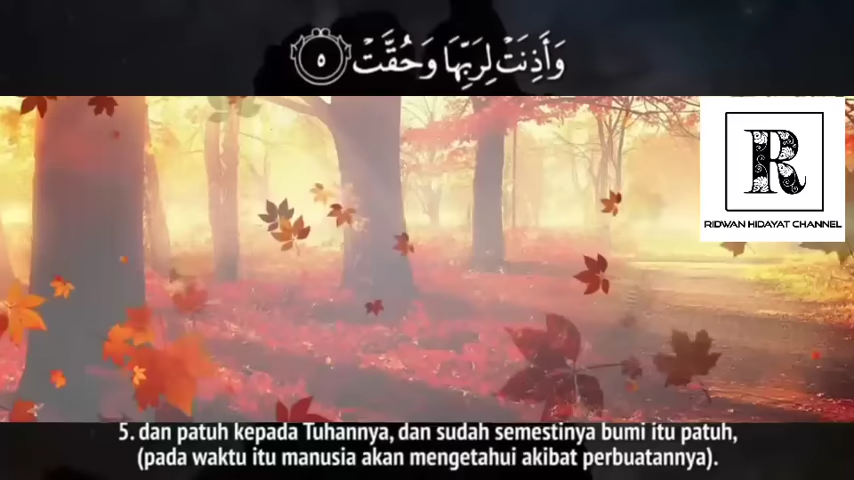 وَأَذِنَتْ لِرَبِّهَا وَحُقَّتْ ۝٥
R
RIDWAN HIDAYAT CHANNEL
5. dan patuh kepada Tuhannya, dan sudah semestinya bumi itu patuh,
(pada waktu itu manusia akan mengetahui akibat perbuatannya).